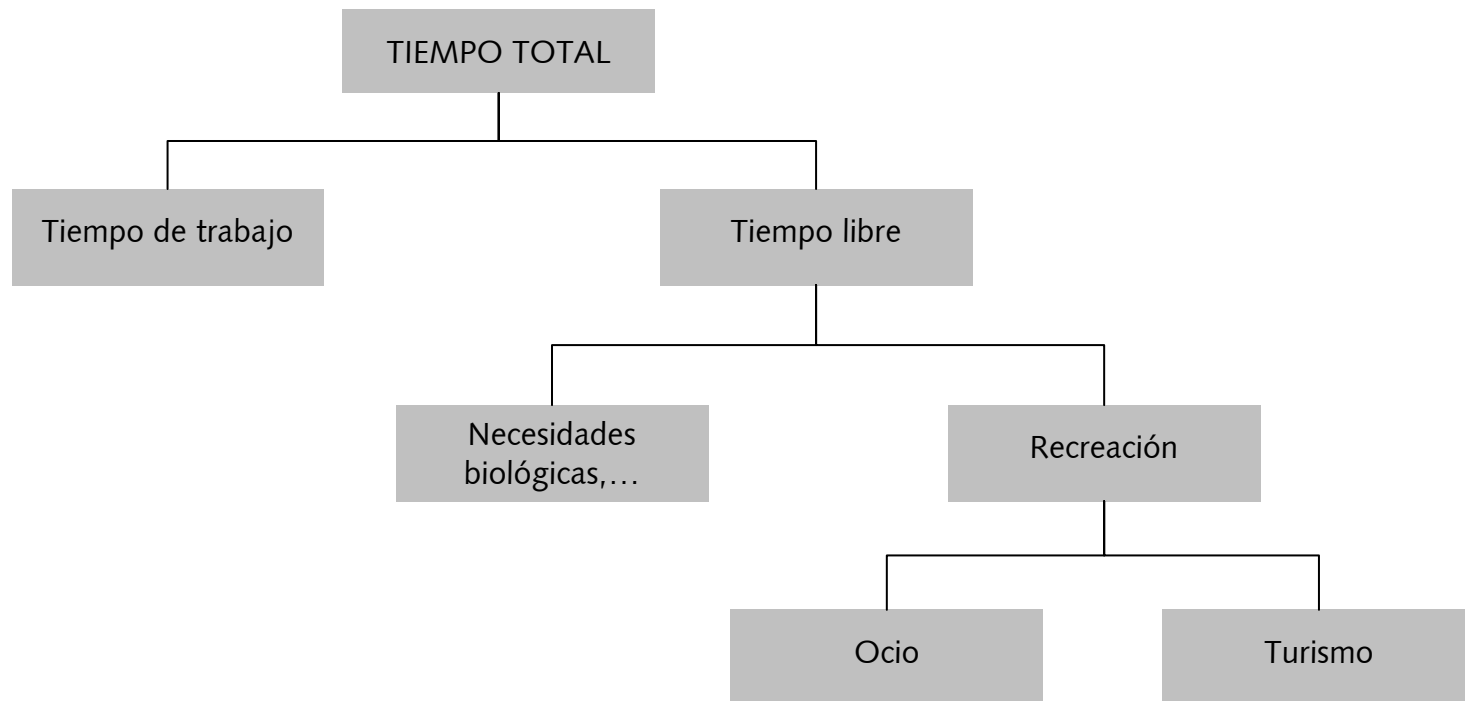 TIEMPO TOTAL
Tiempo de trabajo
Tiempo libre
Necesidades
biológicas,...
Recreación
Ocio
Turismo